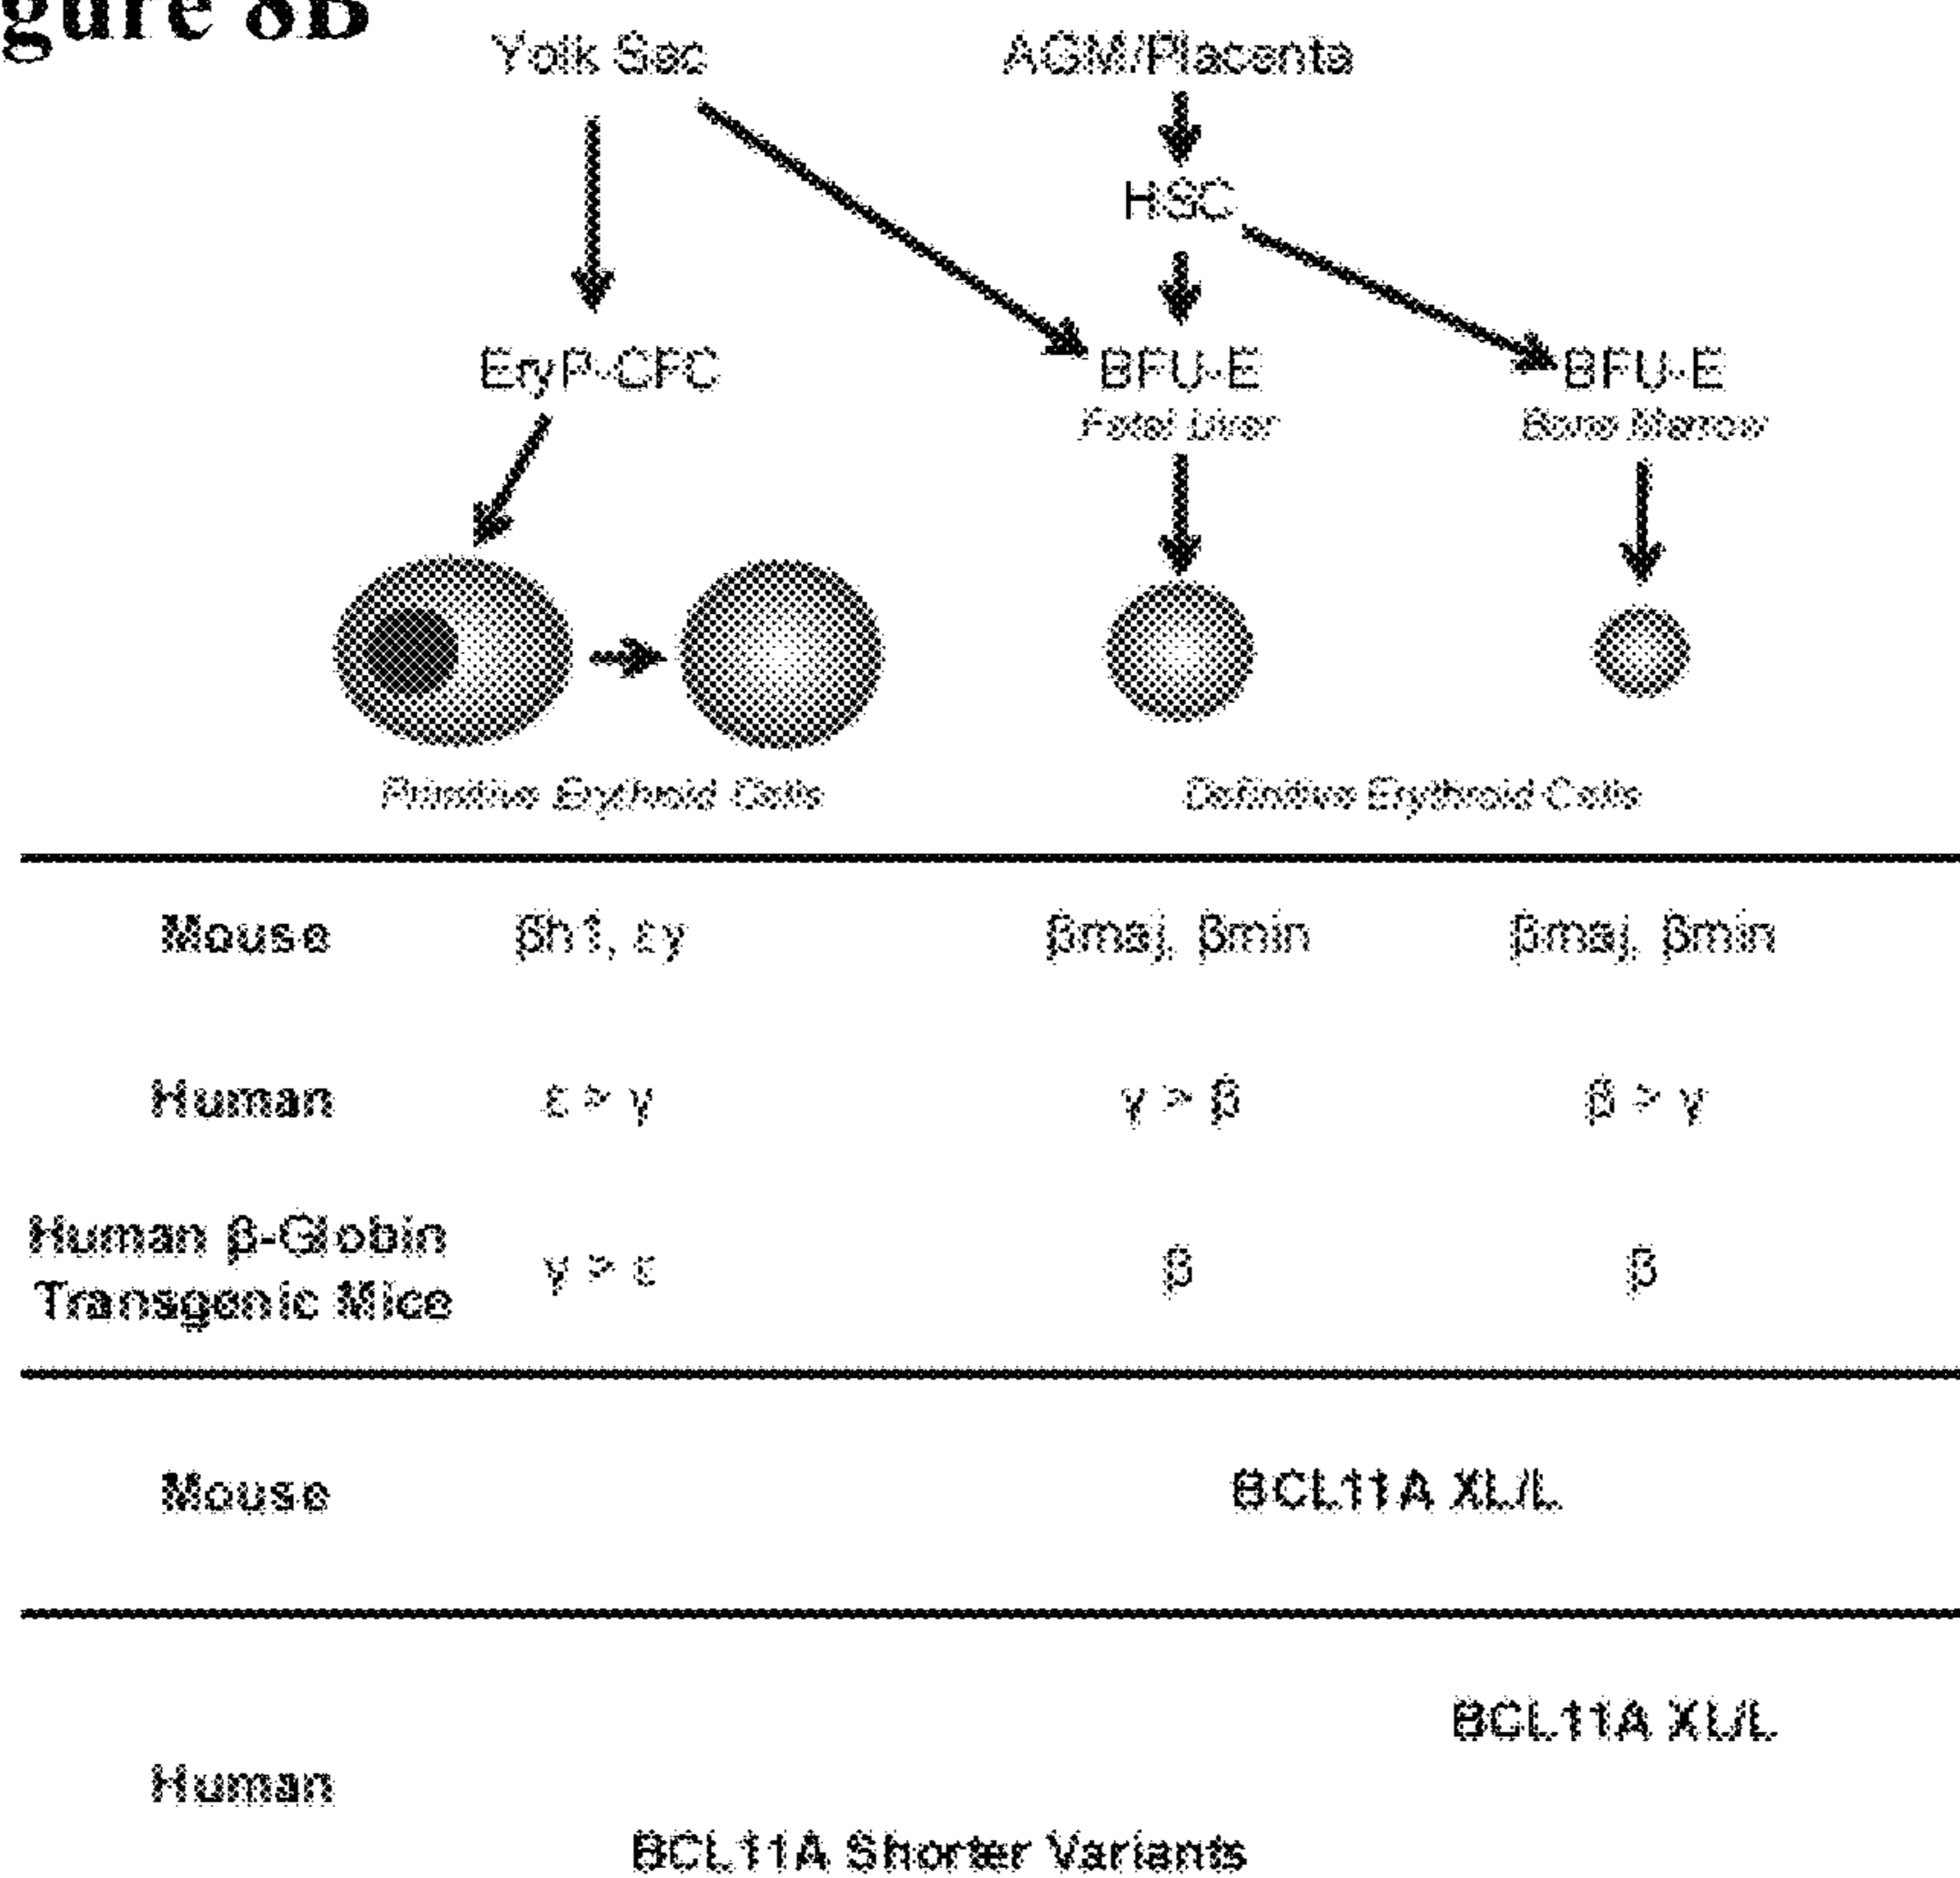 gure 8B
Yolk Sac AGM/Placenta
HSC
EryP-CFC BFU-E BFU-E
Fetal Liver Bone Marrow
Primitive Erythroid Cells Definitive Erythroid Cells
Mouse βh1, εγ βmaj, βmin βmaj, βmin
Human ε > γ γ > β β > γ
Human β-Globin
Transgenic Mice γ > ε β β
Mouse BCL11A XL/L
BCL11A XL/L
Human
BCL11A Shorter Variants